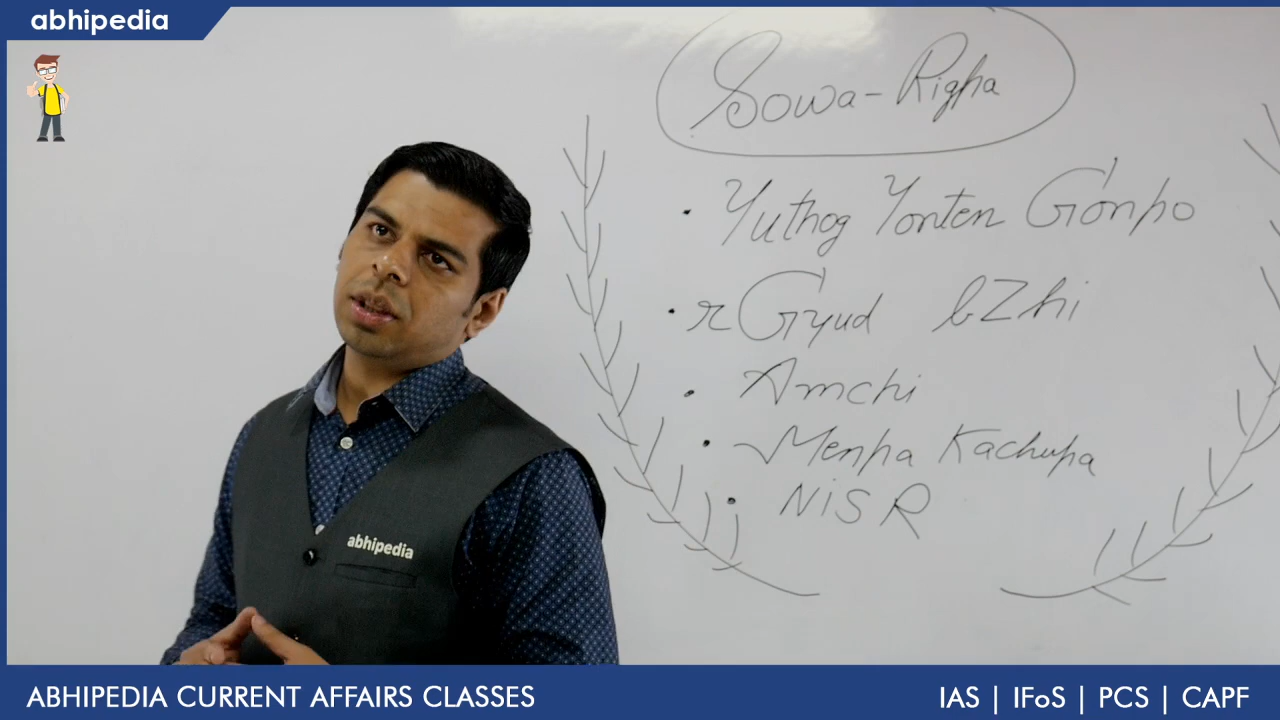 abhipedia
Sowa-Rigpa
• Yuthog Yonten Gonpo
• rGyud bZhi
• Amchi
• Menpa Kachupa
• NiSR
abhipedia
ABHIPEDIA CURRENT AFFAIRS CLASSES
IAS | IFoS | PCS | CAPF